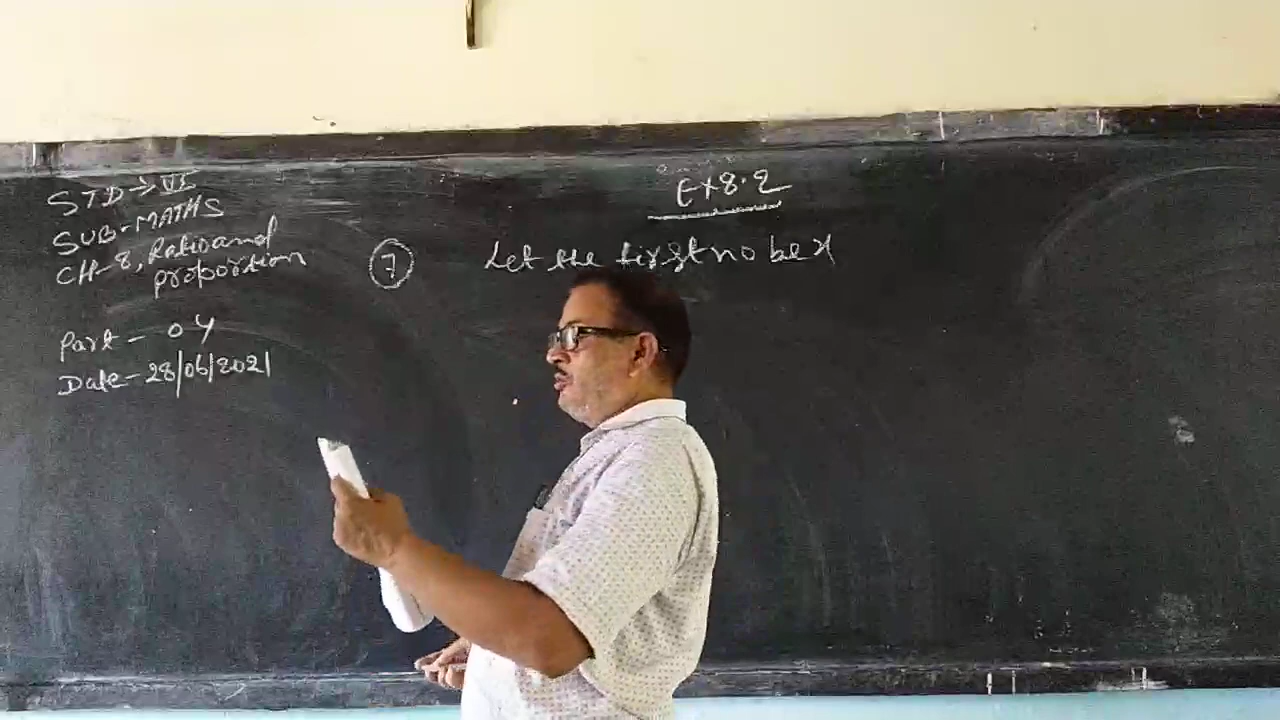 STD → VI
SUB - MATHS
CH-8, Ratio and
proportion
Part - 04
Date - 28/06/2021
Ex 8.2
7 Let the first no be x